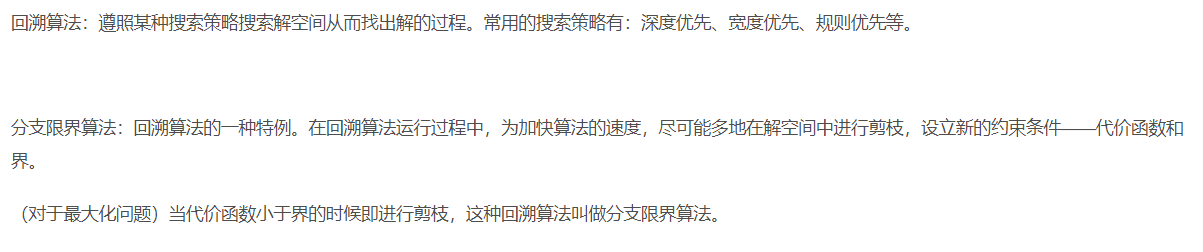 回溯算法：遵照某种搜索策略搜索解空间从而找出解的过程。常用的搜索策略有：深度优先、宽度优先、规则优先等。
分支限界算法：回溯算法的一种特例。在回溯算法运行过程中，为加快算法的速度，尽可能多地在解空间中进行剪枝，设立新的约束条件——代价函数和
界。
（对于最大化问题）当代价函数小于界的时候即进行剪枝，这种回溯算法叫做分支限界算法。